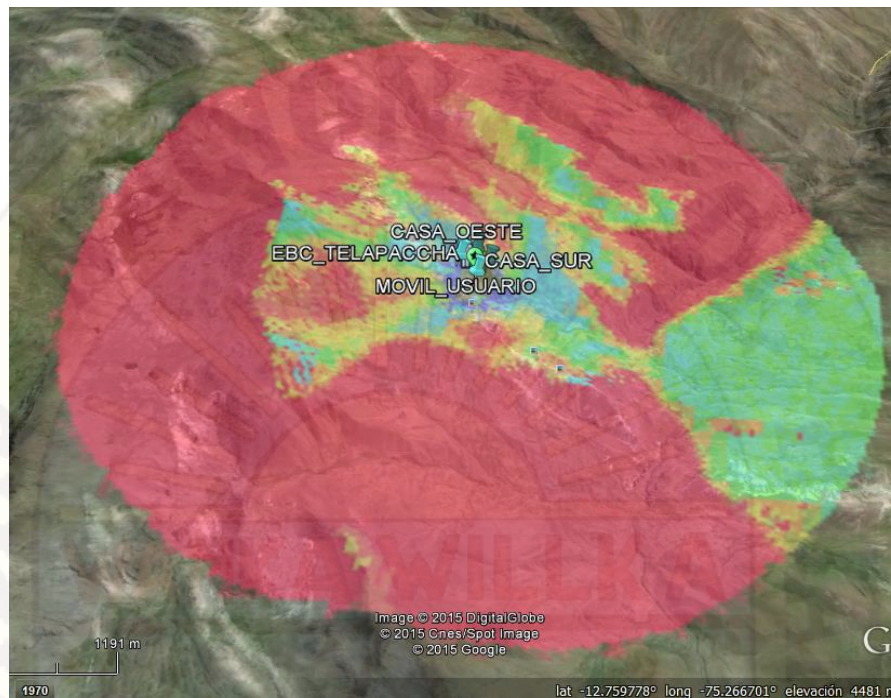 CASA_OESTE
EBC_TELAPACCHA
CASA_SUR
MOVIL_USUARIO
WILLKA
Image © 2015 DigitalGlobe
© 2015 Cnes/Spot Image
© 2015 Google
1191 m
G
1970
lat -12.759778° long -75.266701° elevación 4481